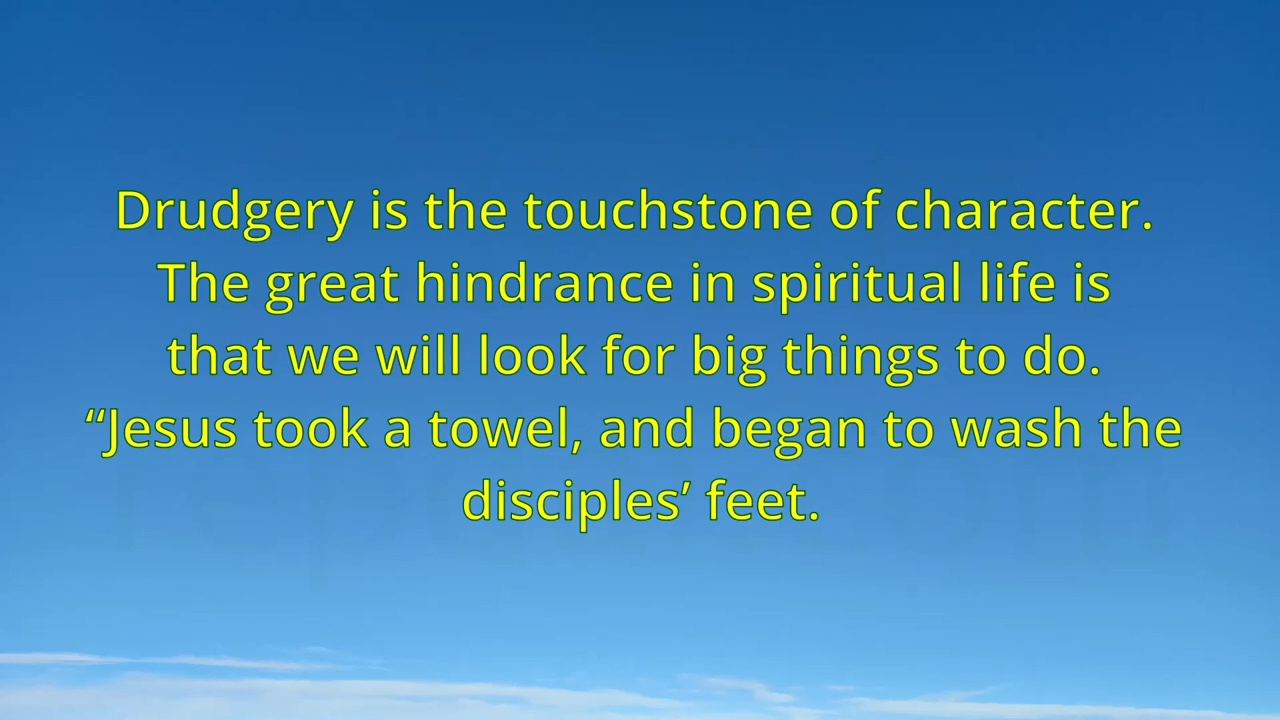 Drudgery is the touchstone of character.
The great hindrance in spiritual life is
that we will look for big things to do.
“Jesus took a towel, and began to wash the
disciples’ feet.